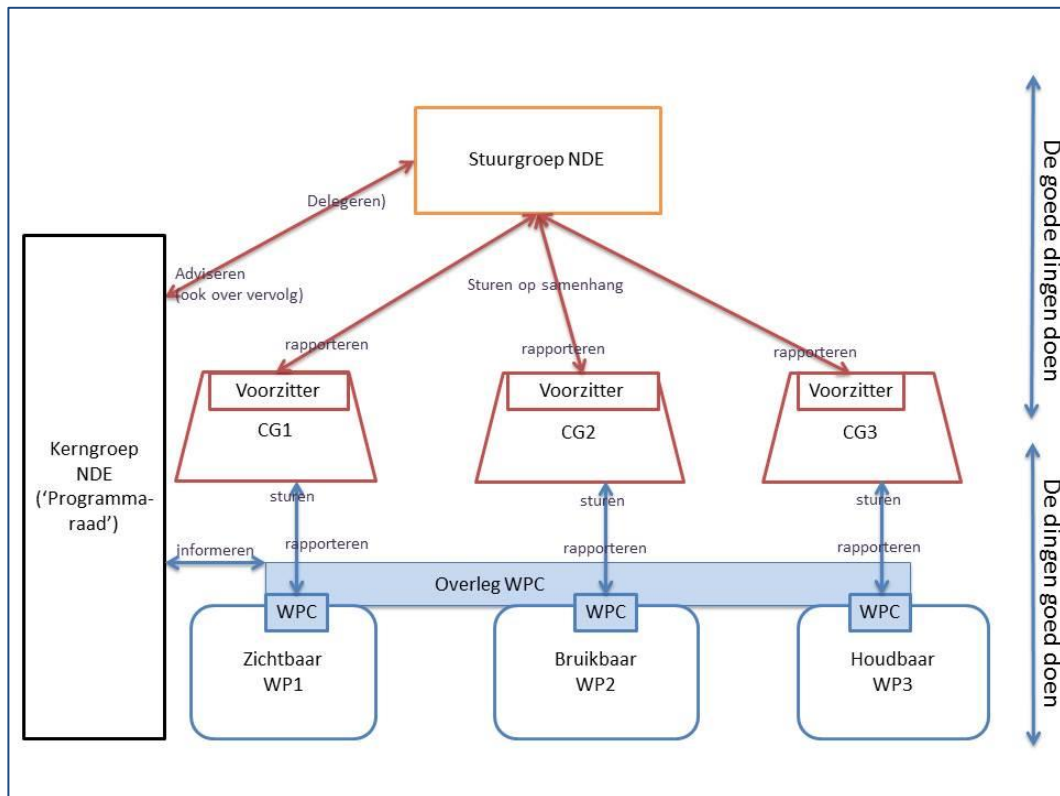 Stuurgroep NDE
Delegeren)
Adviseren
(ook over vervolg)
Sturen op samenhang
rapporteren
rapporteren
rapporteren
Voorzitter
CG1
Voorzitter
CG2
Voorzitter
CG3
Kerngroep
NDE
('Programma-
raad')
sturen
sturen
sturen
informeren
rapporteren
rapporteren
rapporteren
Overleg WPC
WPC
WPC
WPC
Zichtbaar
WP1
Bruikbaar
WP2
Houdbaar
WP3
De goede dingen doen
De dingen goed doen